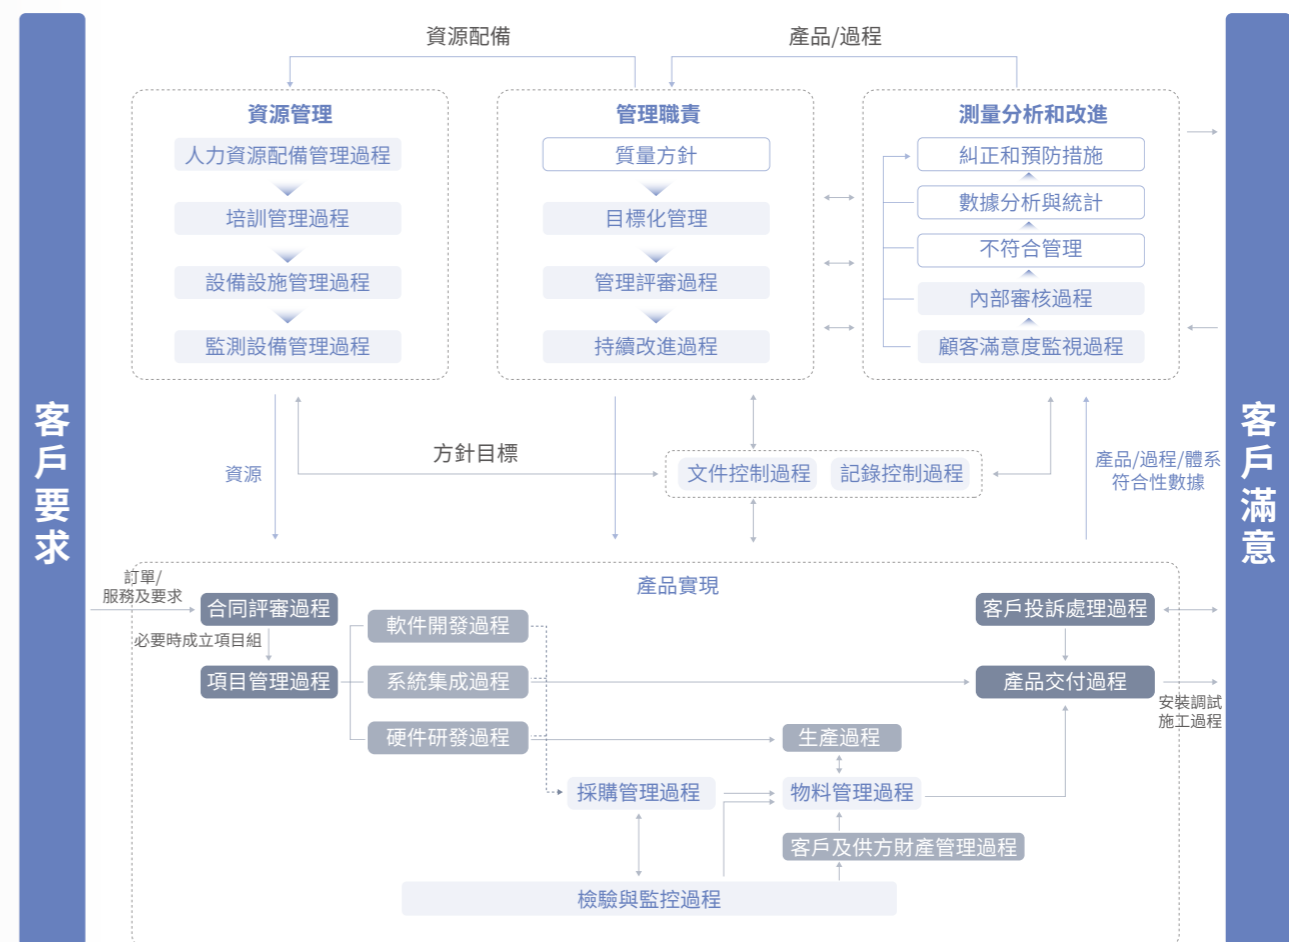 客戶要求
資源配備
產品/過程
資源管理
人力資源配備管理過程
培訓管理過程
設備設施管理過程
監測設備管理過程
管理職責
質量方針
目標化管理
管理評審過程
持續改進過程
測量分析和改進
糾正和預防措施
數據分析與統計
不符合管理
內部審核過程
顧客滿意度監視過程
資源
方針目標
文件控制過程
記錄控制過程
產品/過程/體系
符合性數據
產品實現
訂單/
服務及要求
合同評審過程
必要時成立項目組
項目管理過程
軟件開發過程
系統集成過程
硬件研發過程
客戶投訴處理過程
產品交付過程
安裝調試
施工過程
生產過程
採購管理過程
物料管理過程
客戶及供方財產管理過程
檢驗與監控過程
客戶滿意